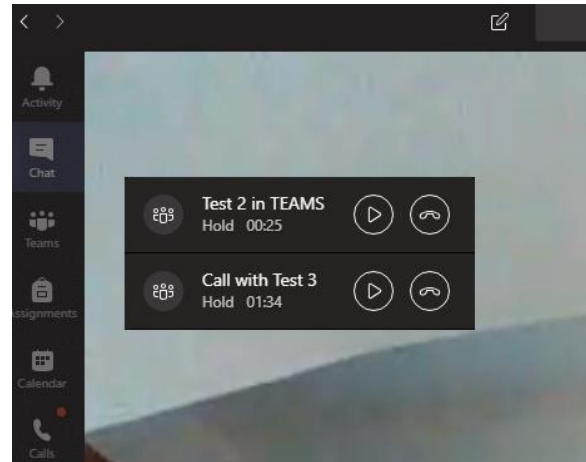 Activity
Chat
Teams
ssignments
Calendar
Calls
Test 2 in TEAMS
Hold 00:25
Call with Test 3
Hold 01:34